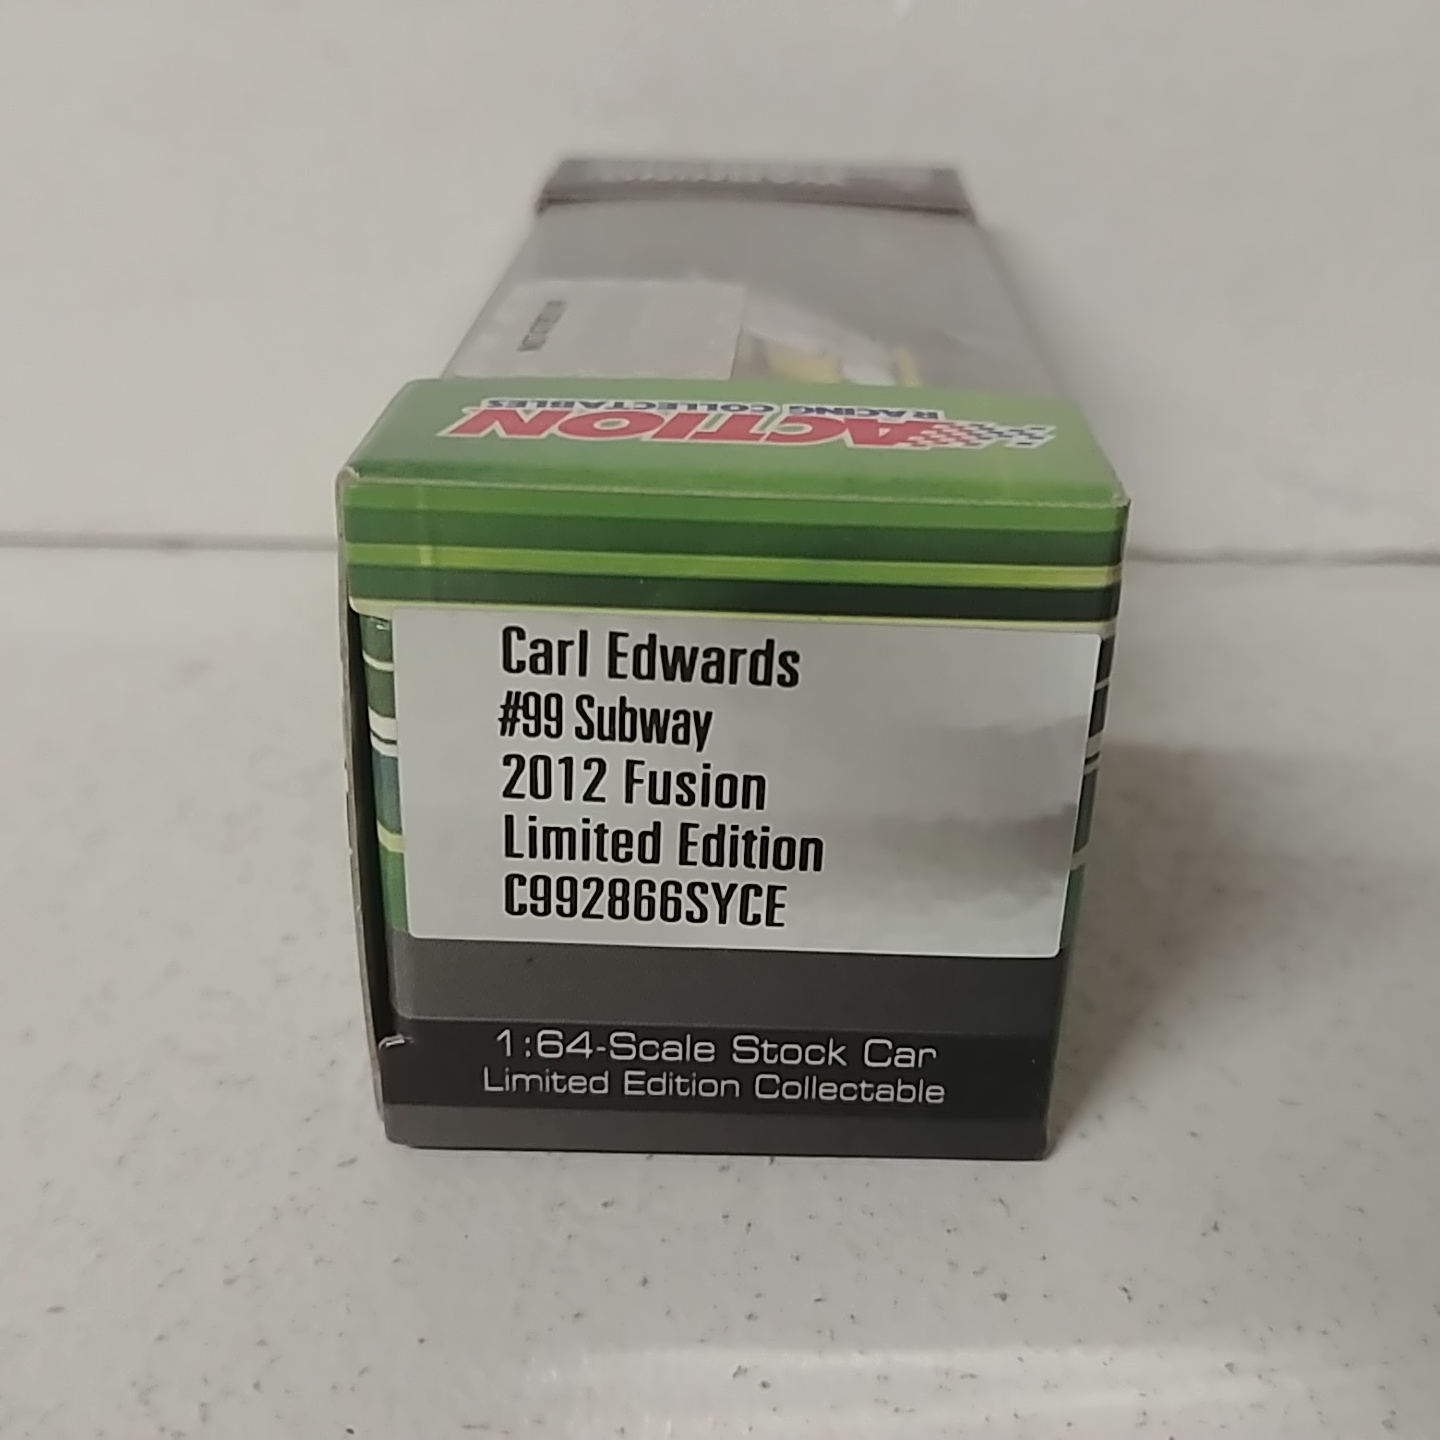 ACTION
RACING COLLECTABLES
Carl Edwards
#99 Subway
2012 Fusion
Limited Edition
C992866SYCE
1:64-Scale Stock Car
Limited Edition Collectable